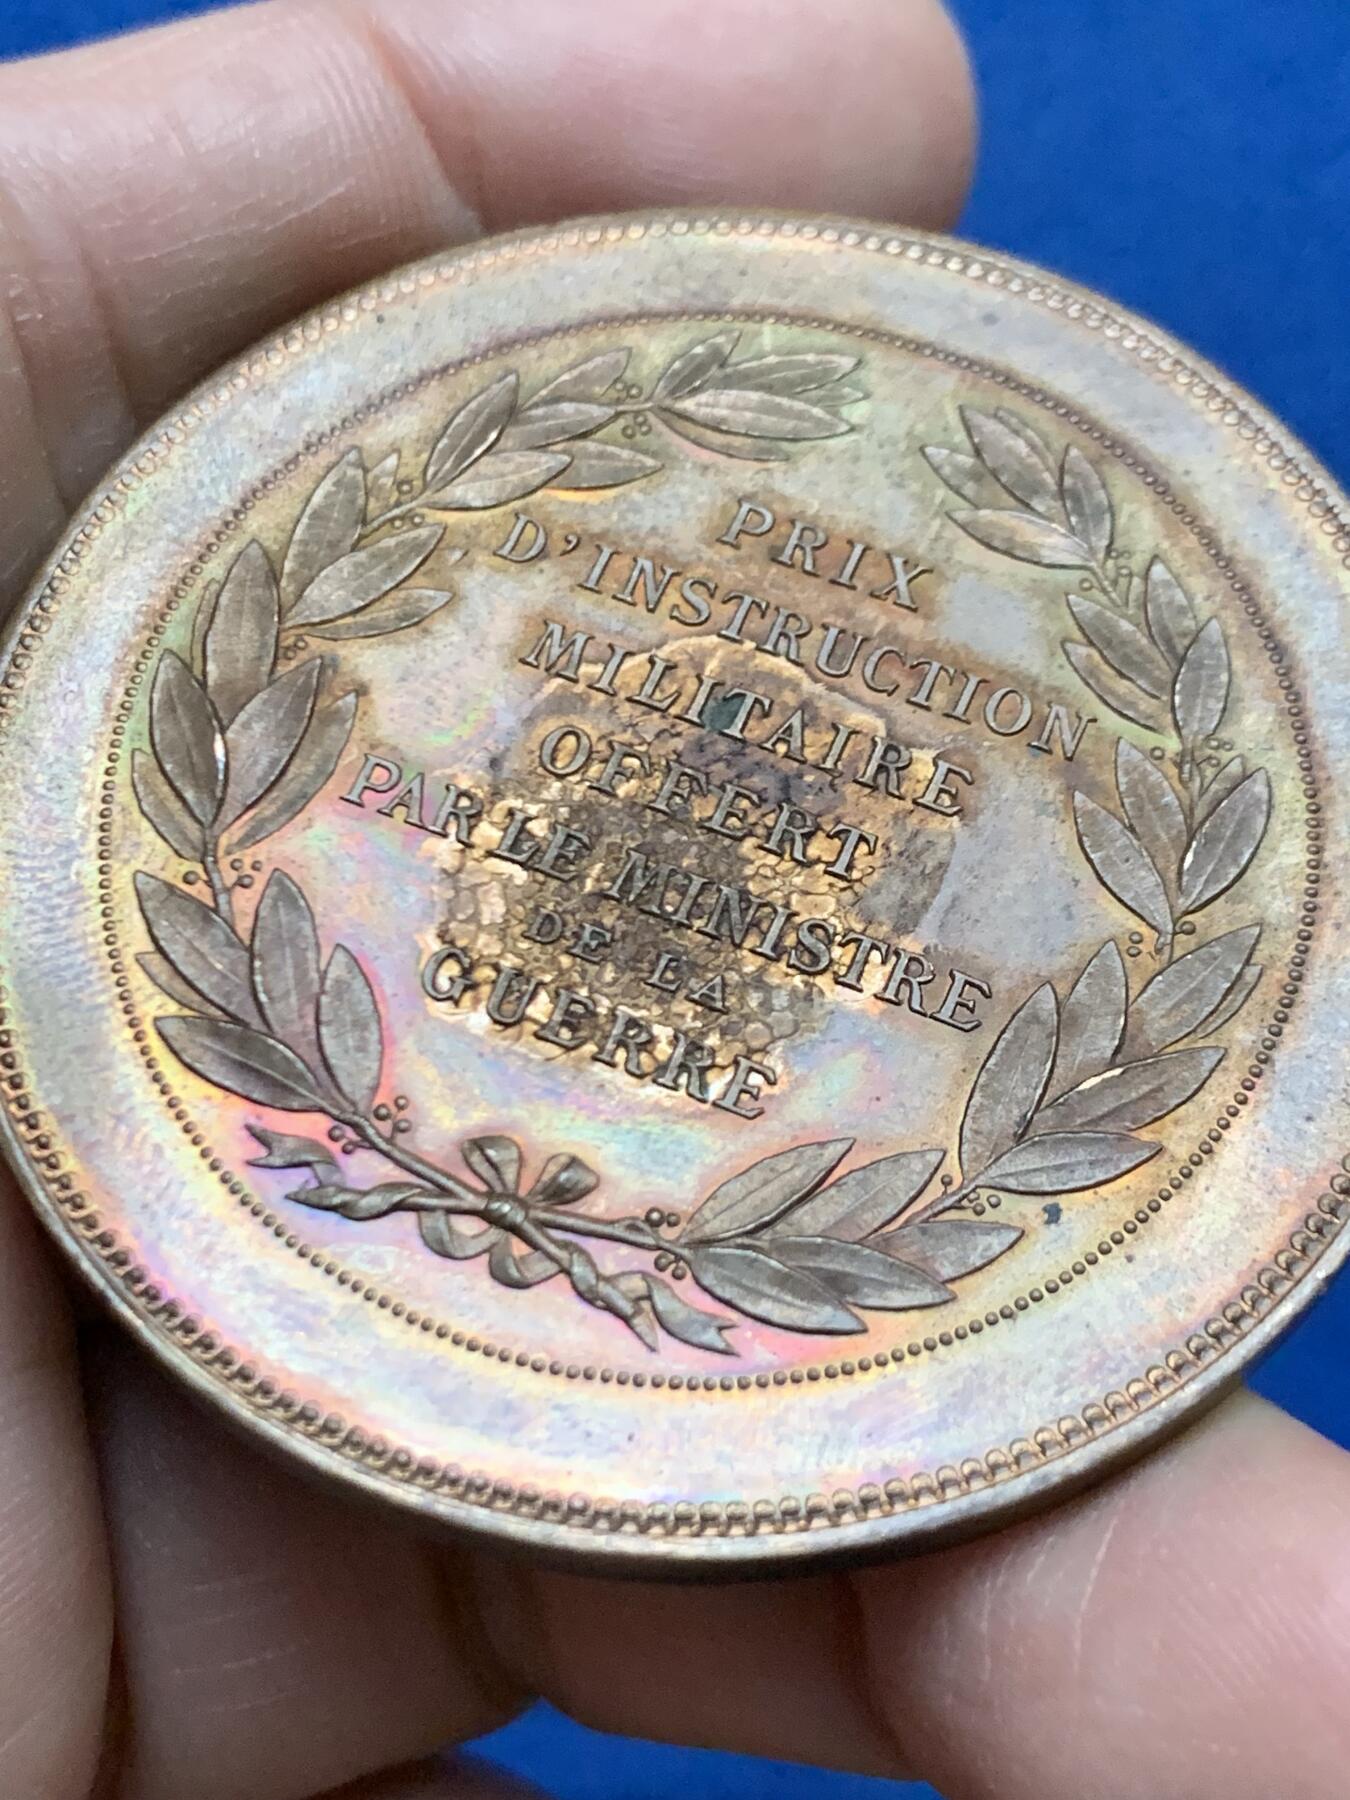 PRIX
D'INSTRUCTION
MILITAIRE
OFFERT
PAR LE MINISTRE
DE LA
GUERRE